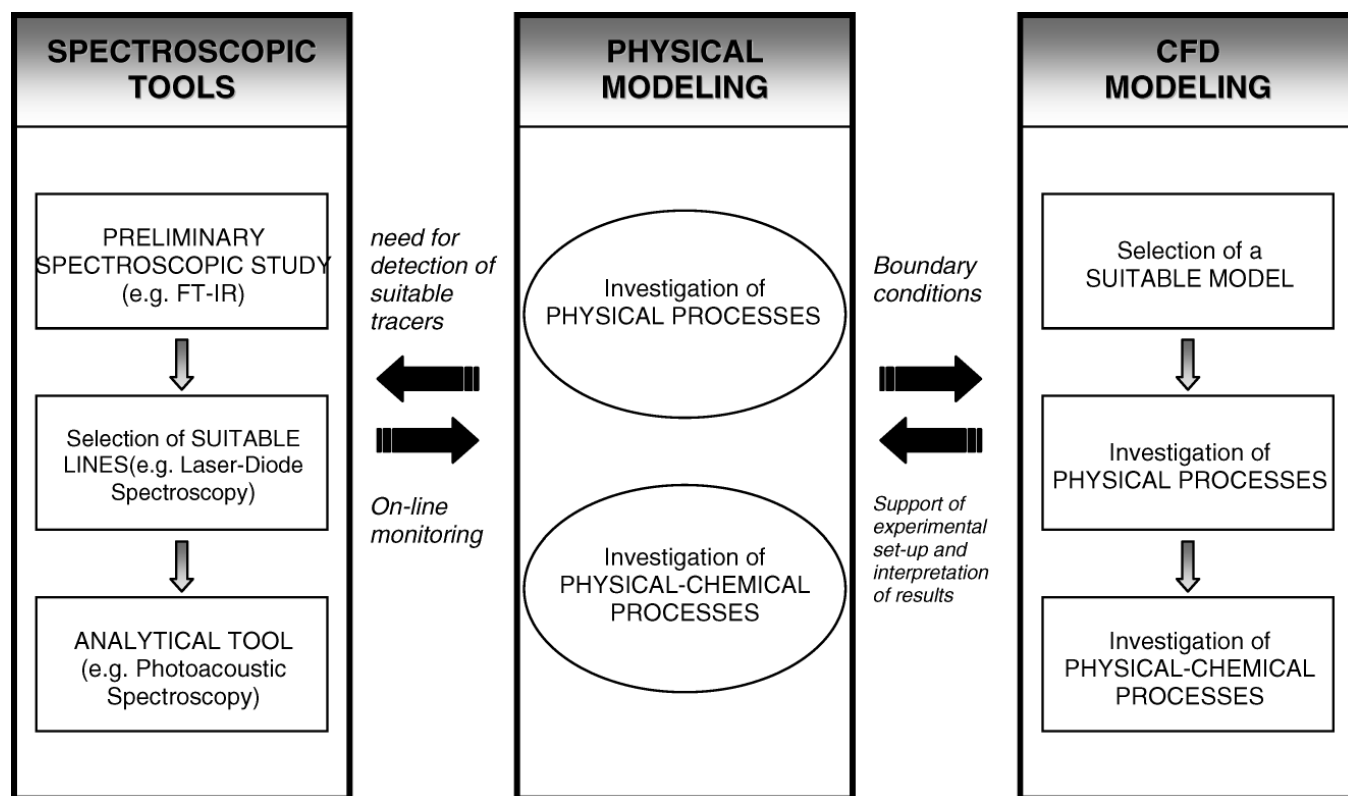 SPECTROSCOPIC
TOOLS
PRELIMINARY
SPECTROSCOPIC STUDY
(e.g. FT-IR)
Selection of SUITABLE
LINES(e.g. Laser-Diode
Spectroscopy)
ANALYTICAL TOOL
(e.g. Photoacoustic
Spectroscopy)
need for
detection of
suitable
tracers
On-line
monitoring
PHYSICAL
MODELING
Investigation of
PHYSICAL PROCESSES
Investigation of
PHYSICAL-CHEMICAL
PROCESSES
Boundary
conditions
Support of
experimental
set-up and
interpretation
of results
CFD
MODELING
Selection of a
SUITABLE MODEL
Investigation of
PHYSICAL PROCESSES
Investigation of
PHYSICAL-CHEMICAL
PROCESSES